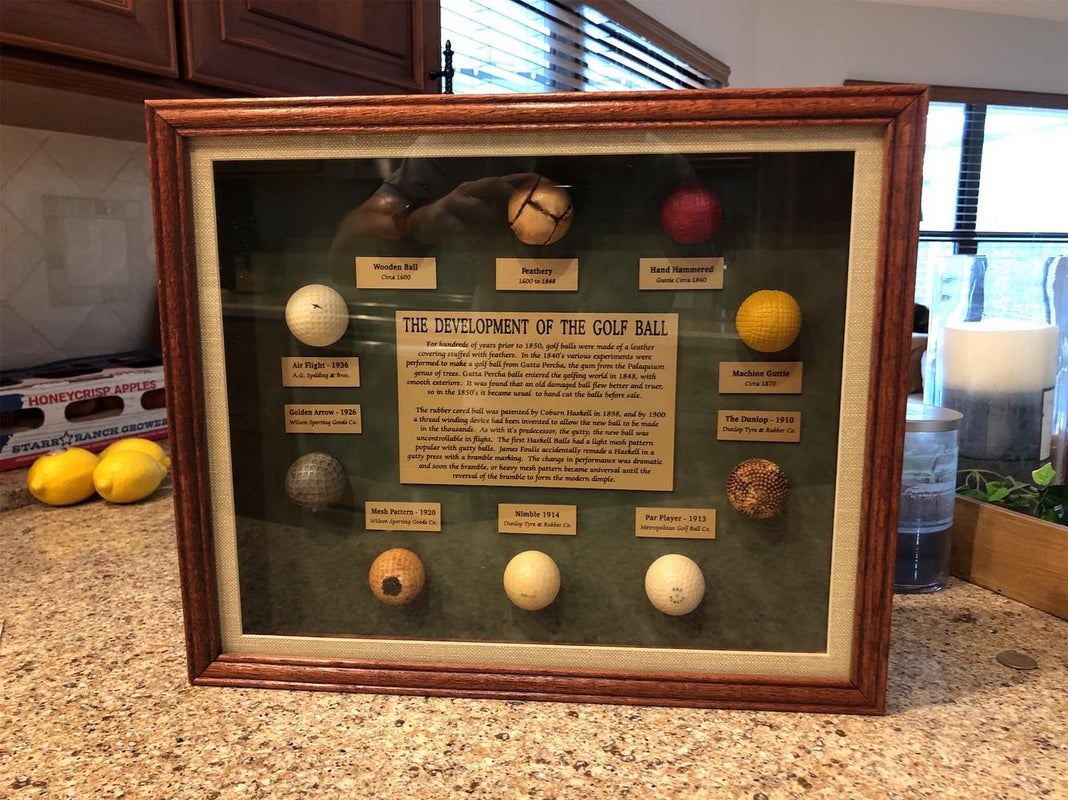 Wooden Ball
Circa 1600
Feathery
1600 to 1848
Hand Hammered
Guttie Circa 1860
Air Flight - 1936
A.G. Spalding & Bros.
Machine Guttie
Circa 1870
Golden Arrow - 1926
Wilson Sporting Goods Co.
The Dunlop - 1910
Dunlop Tyre & Rubber Co.
THE DEVELOPMENT OF THE GOLF BALL
For hundreds of years prior to 1850, golf balls were made of a leather
covering stuffed with feathers. In the 1840's various experiments were
performed to make a golf ball from Gutta Percha, the gum from the Palaquium
genus of trees. Gutta Percha balls entered the golfing world in 1848, with
smooth exteriors. It was found that an old damaged ball flew better and truer,
so in the 1850's it became usual to hand cut the balls before sale.
The rubber cored ball was patented by Coburn Haskell in 1898, and by 1900
a thread winding device had been invented to allow the new ball to be made
in the thousands. As with it's predecessor, the gutty, the new ball was
uncontrollable in flight. The first Haskell Balls had a light mesh pattern
popular with gutty balls. James Foulis accidentally remade a Haskell in a
gutty press with a bramble marking. The change in performance was dramatic
and soon the bramble, or heavy mesh pattern became universal until the
reversal of the bramble to form the modern dimple.
Mesh Pattern - 1920
Wilson Sporting Goods Co.
Nimble 1914
Dunlop Tyre & Rubber Co.
Par Player - 1913
Metropolitan Golf Ball Co.
HONEYCRISP APPLES
STARR RANCH GROWER